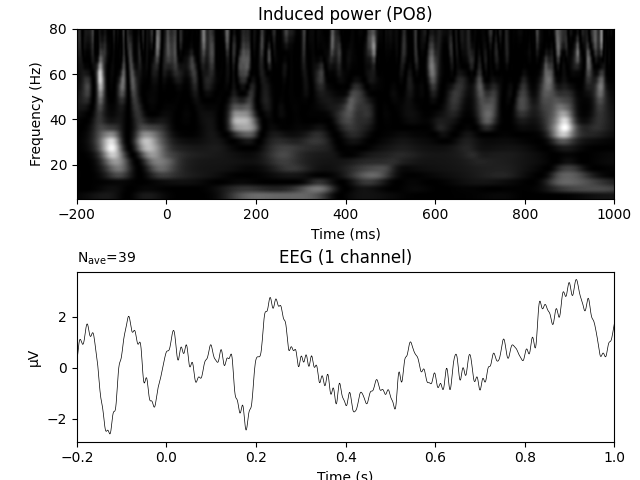 Induced power (PO8)
80
60
40
20
Frequency (Hz)
−200 0 200 400 600 800 1000
Time (ms)
Nave=39
EEG (1 channel)
2
0
−2
µV
−0.2 0.0 0.2 0.4 0.6 0.8 1.0
Time (s)